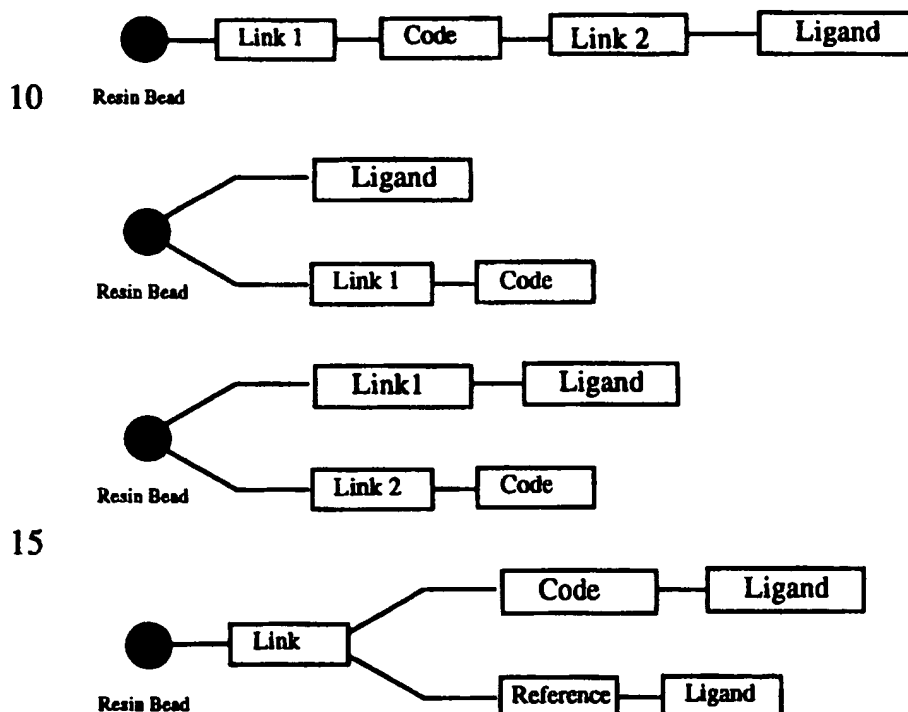 Link 1 Code Link 2 Ligand
10 Resin Bead
Ligand
Resin Bead
Link 1 Code
Link1 Ligand
Resin Bead
Link 2 Code
15
Code Ligand
Link
Resin Bead
Reference Ligand